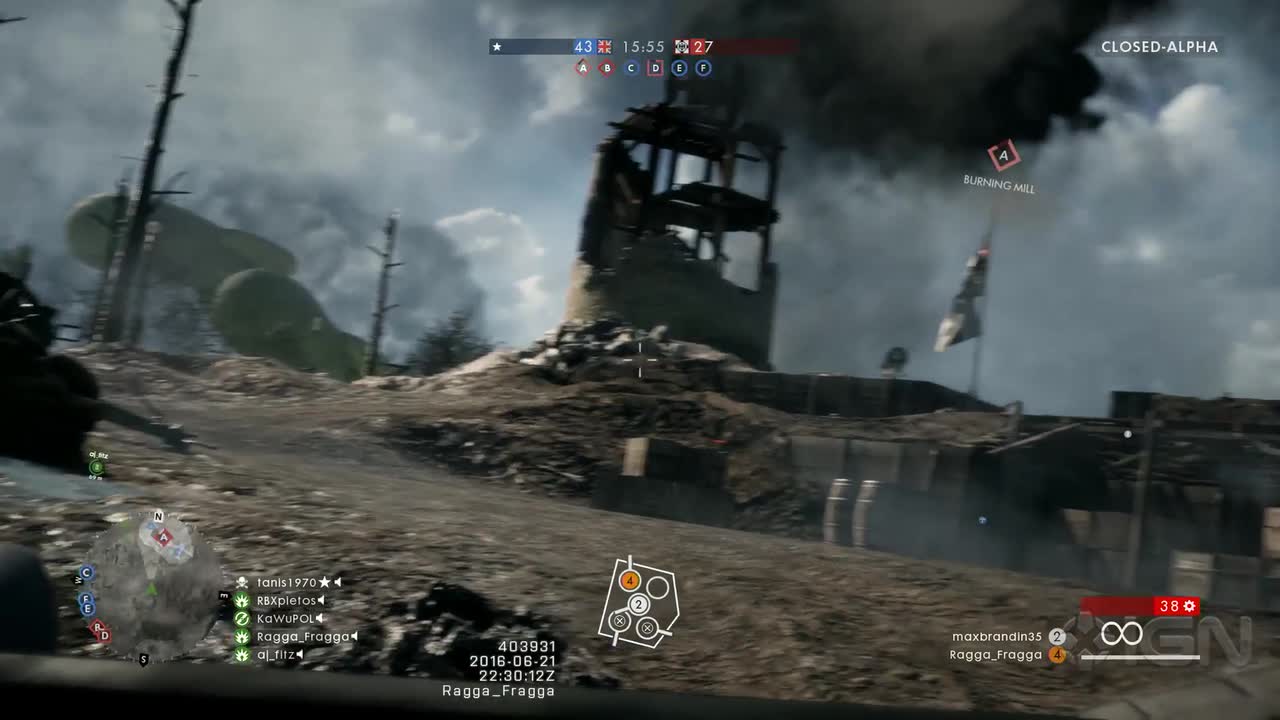 43 15:55 27
CLOSED-ALPHA
A B C D E F
A
BURNING MILL
aj_fitz
N
A
C
W
E
F
E
B
D
S
tanis1970
RBXpletos
KaWuPOL
Ragga_Fragga
aj_fitz
4
2
403931
2016-06-21
22:30:12Z
Ragga_Fragga
38
maxbrandin35 2
Ragga_Fragga 4
IGN